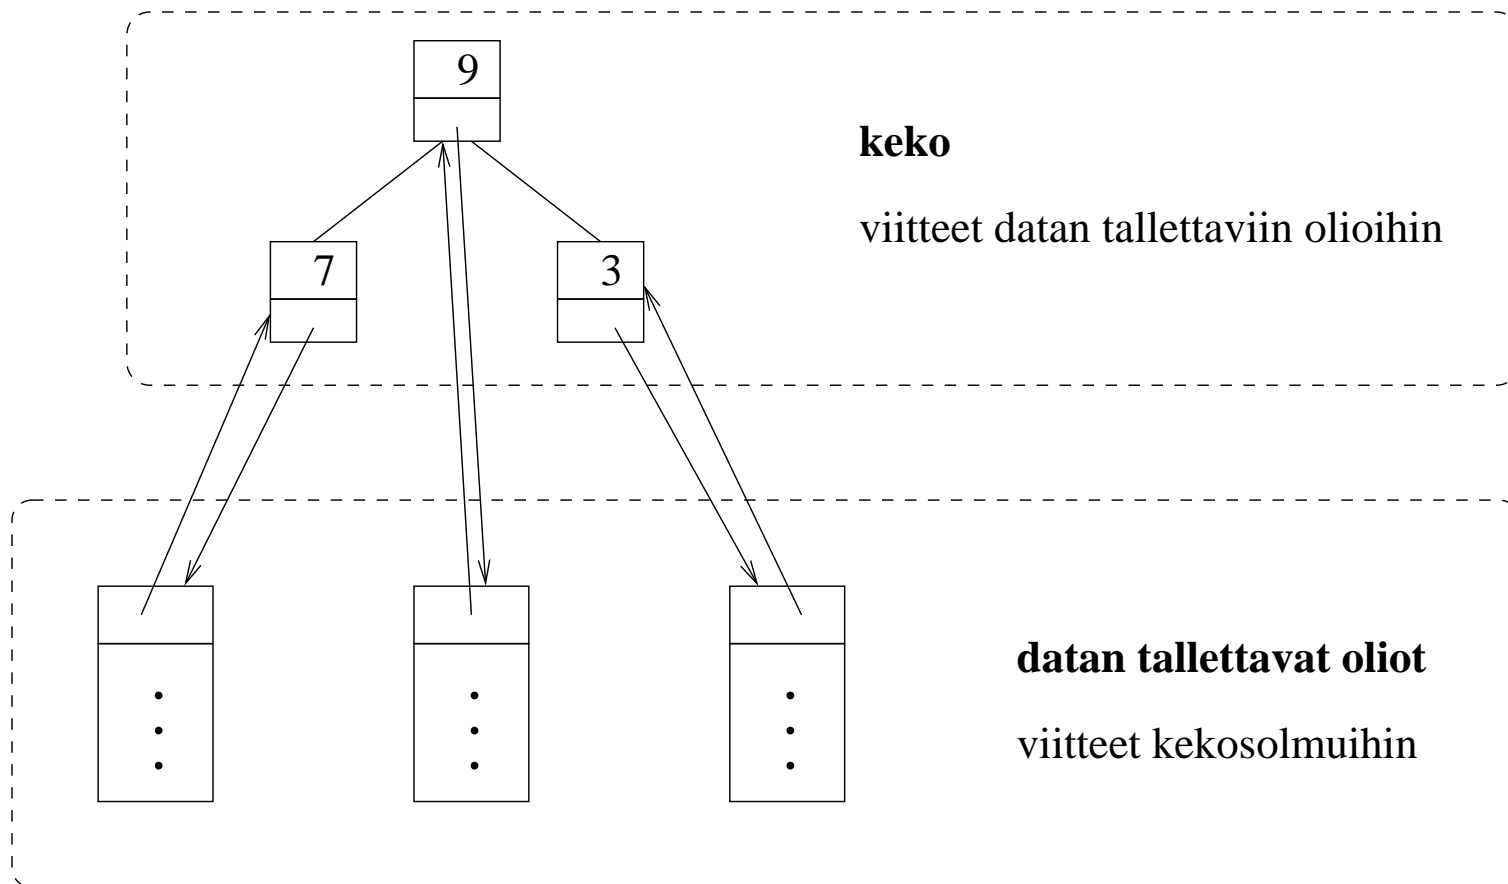 9
keko
viitteet datan tallettaviin olioihin
7
3
datan tallettavat oliot
viitteet kekosolmuihin